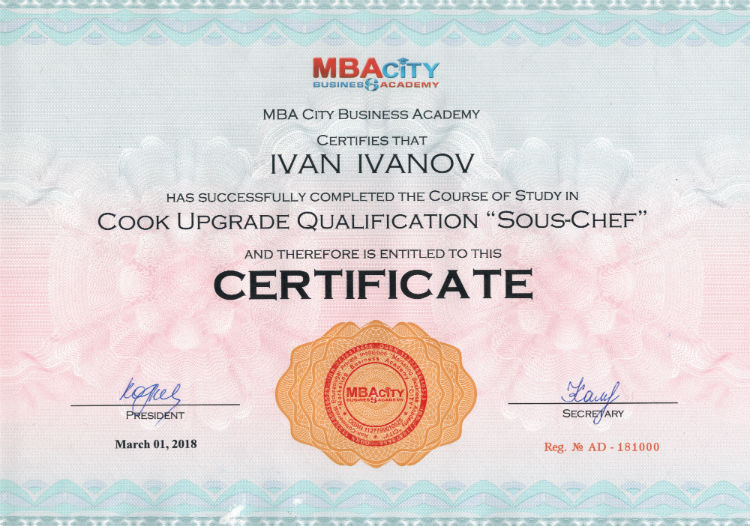 MBACITY
BUSINESS ACADEMY
MBA CITY BUSINESS ACADEMY
CERTIFIES THAT
IVAN IVANOV
HAS SUCCESSFULLY COMPLETED THE COURSE OF STUDY IN
COOK UPGRADE QUALIFICATION “SOUS-CHEF”
AND THEREFORE IS ENTITLED TO THIS
CERTIFICATE
MBACITY
BUSINESS ACADEMY
PRESIDENT
SECRETARY
March 01, 2018
Reg. № AD - 181000